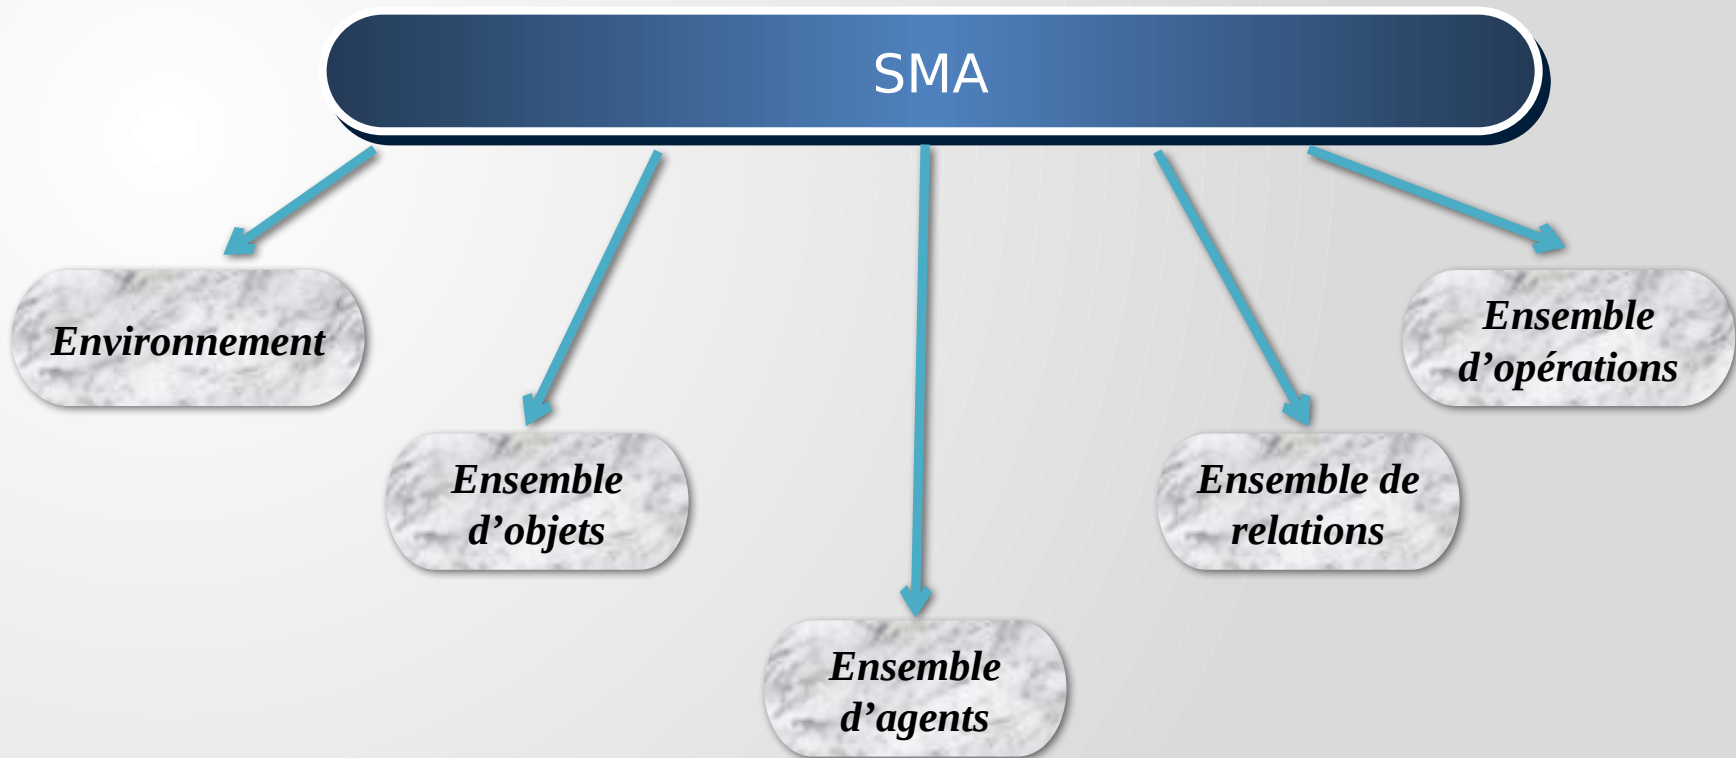 SMA
Environnement
Ensemble
d’objets
Ensemble
d’agents
Ensemble de
relations
Ensemble
d’opérations